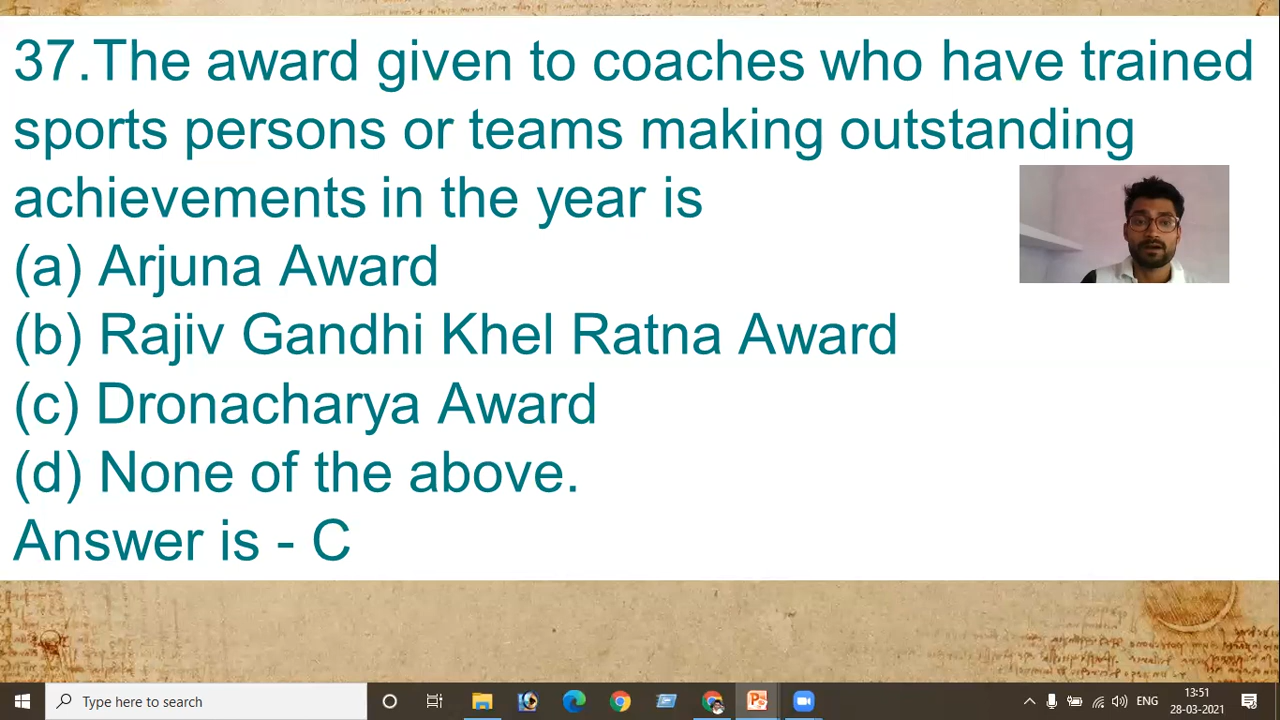 37.The award given to coaches who have trained
sports persons or teams making outstanding
achievements in the year is
(a) Arjuna Award
(b) Rajiv Gandhi Khel Ratna Award
(c) Dronacharya Award
(d) None of the above.
Answer is - C
Type here to search
ENG
13:51
28-03-2021